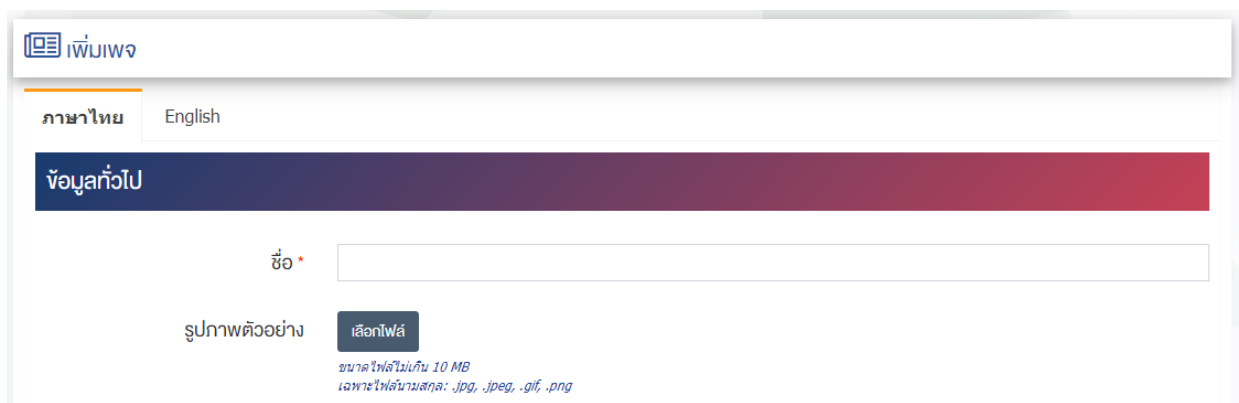 เพิ่มเพจ
ภาษาไทย English
ข้อมูลทั่วไป
ชื่อ *
รูปภาพตัวอย่าง เลือกไฟล์
ขนาดไฟล์ไม่เกิน 10 MB
เฉพาะไฟล์นามสกุล: .jpg, .jpeg, .gif, .png